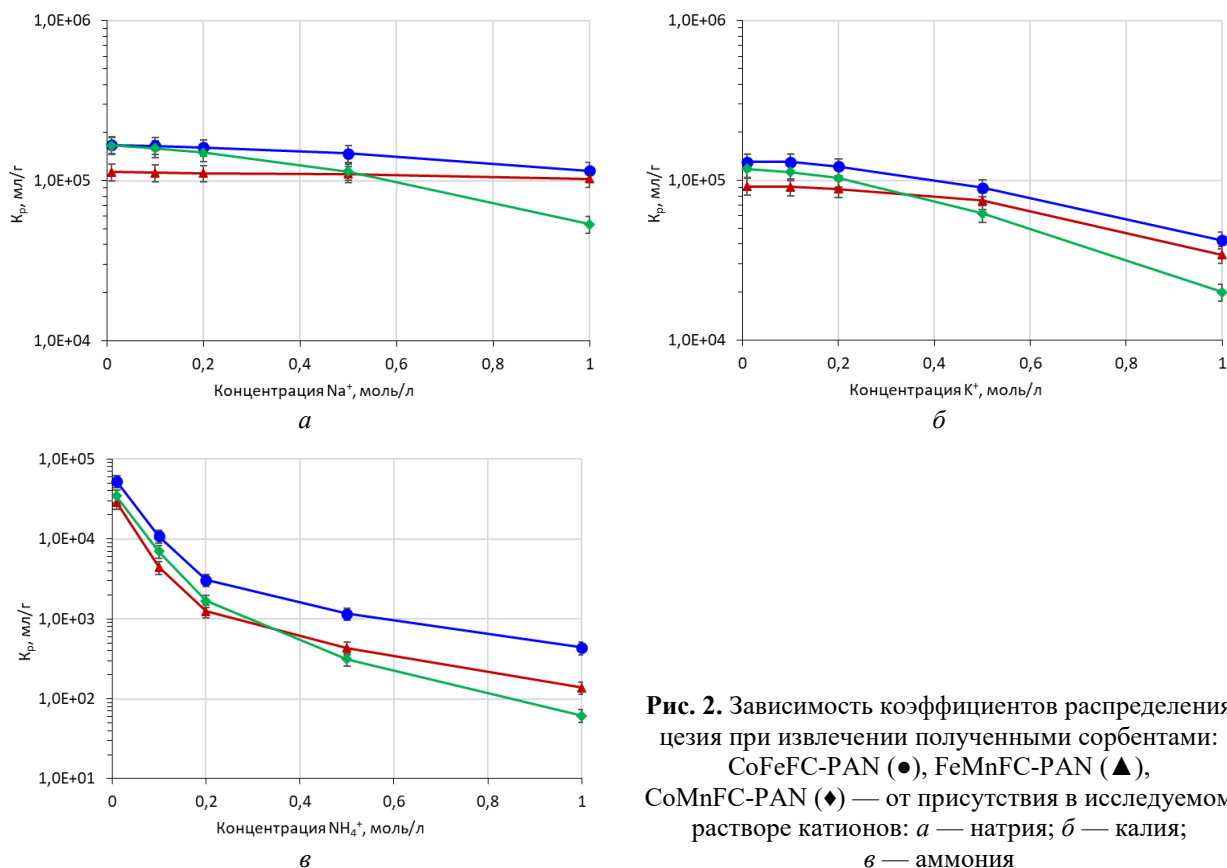 1,0E+06
1,0E+05
1,0E+04
Kр, мл/г
0 0,2 0,4 0,6 0,8 1
Концентрация Na⁺, моль/л
а
1,0E+06
1,0E+05
1,0E+04
Kр, мл/г
0 0,2 0,4 0,6 0,8 1
Концентрация K⁺, моль/л
б
1,0E+05
1,0E+04
1,0E+03
1,0E+02
1,0E+01
Kр, мл/г
0 0,2 0,4 0,6 0,8 1
Концентрация NH₄⁺, моль/л
в
Рис. 2. Зависимость коэффициентов распределения
цезия при извлечении полученными сорбентами:
CoFeFC-PAN (●), FeMnFC-PAN (▲),
CoMnFC-PAN (♦) — от присутствия в исследуемом
растворе катионов: а — натрия; б — калия;
в — аммония